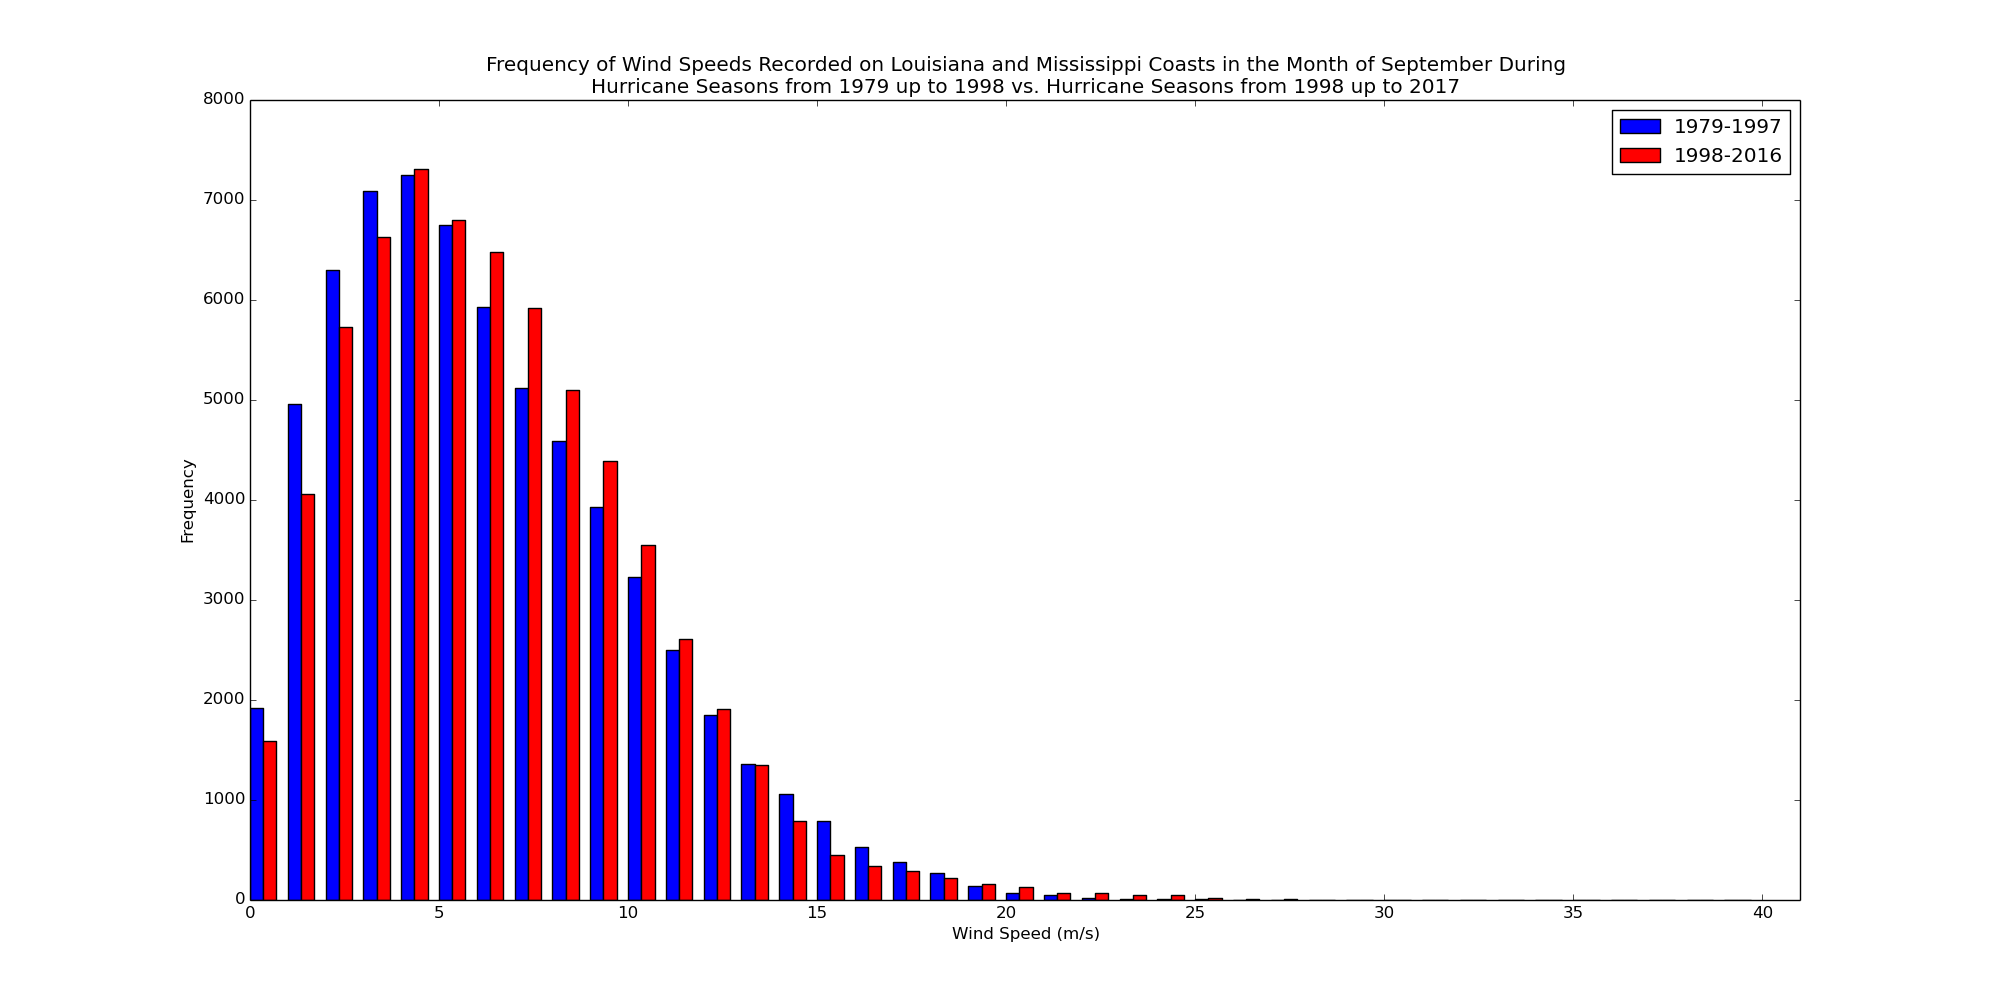 Frequency of Wind Speeds Recorded on Louisiana and Mississippi Coasts in the Month of September During
Hurricane Seasons from 1979 up to 1998 vs. Hurricane Seasons from 1998 up to 2017
8000
7000
6000
5000
4000
3000
2000
1000
0
Frequency
1979-1997
1998-2016
0 5 10 15 20 25 30 35 40
Wind Speed (m/s)